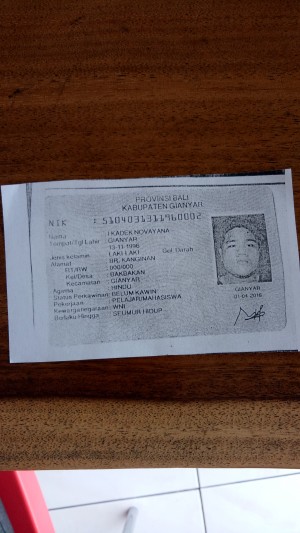 PROVINSI BALI
KABUPATEN GIANYAR
NIK : 5104031311960002
Nama : I KADEK NOVAYANA
Tempat/Tgl Lahir : GIANYAR
13-11-1996
Jenis kelamin : LAKI-LAKI Gol. Darah
Alamat : BR. KANGINAN
RT/RW : 000/000
Kel/Desa : BAKBAKAN
Kecamatan : GIANYAR
Agama : HINDU
Status Perkawinan : BELUM KAWIN
Pekerjaan : PELAJAR/MAHASISWA
Kewarganegaraan : WNI
Berlaku Hingga : SEUMUR HIDUP
GIANYAR
01-04-2016